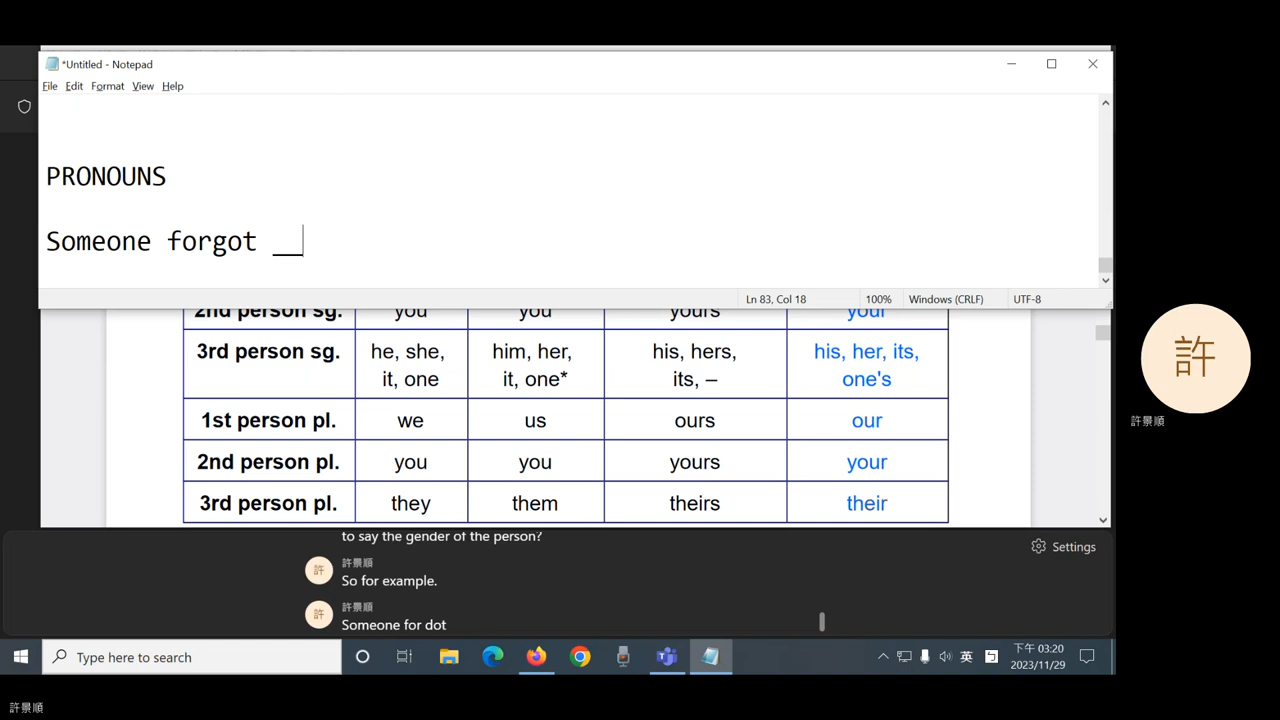 *Untitled - Notepad
File Edit Format View Help
PRONOUNS
Someone forgot __
Ln 83, Col 18 100% Windows (CRLF) UTF-8
2nd person sg. you you yours your
3rd person sg. he, she, it, one him, her, it, one* his, hers, its, – his, her, its, one's
1st person pl. we us ours our
2nd person pl. you you yours your
3rd person pl. they them theirs their
to say the gender of the person?
許景順
許 So for example.
許景順
許 Someone for dot
Settings
許
許景順
Type here to search
英
下午 03:20
2023/11/29
許景順